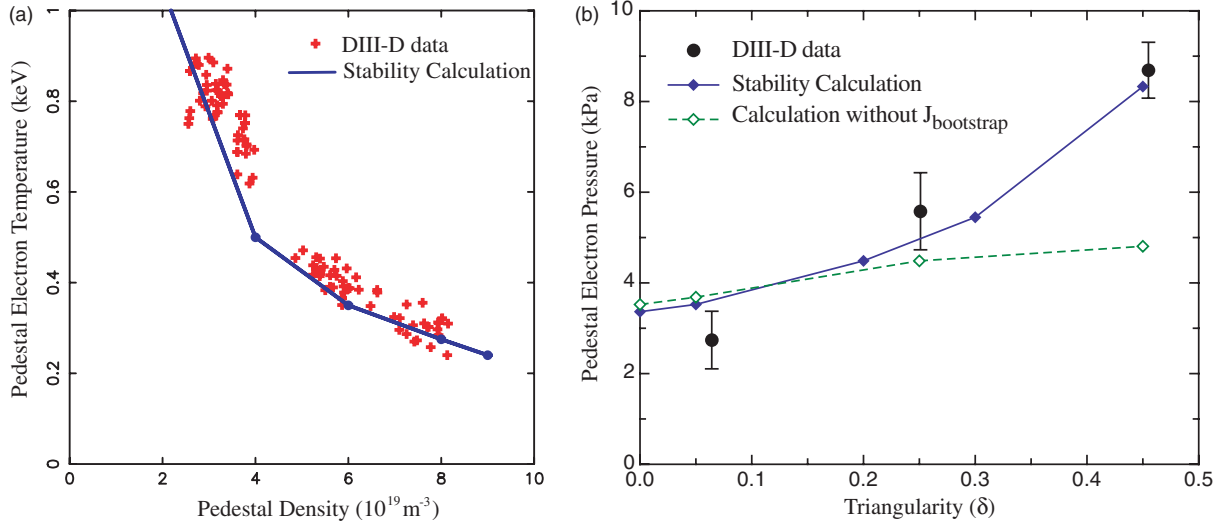 (a)
DIII-D data
Stability Calculation
Pedestal Electron Temperature (keV)
1
0.8
0.6
0.4
0.2
0
0 2 4 6 8 10
Pedestal Density (10¹⁹ m⁻³)
(b)
DIII-D data
Stability Calculation
Calculation without J_bootstrap
Pedestal Electron Pressure (kPa)
10
8
6
4
2
0
0.0 0.1 0.2 0.3 0.4 0.5
Triangularity (δ)